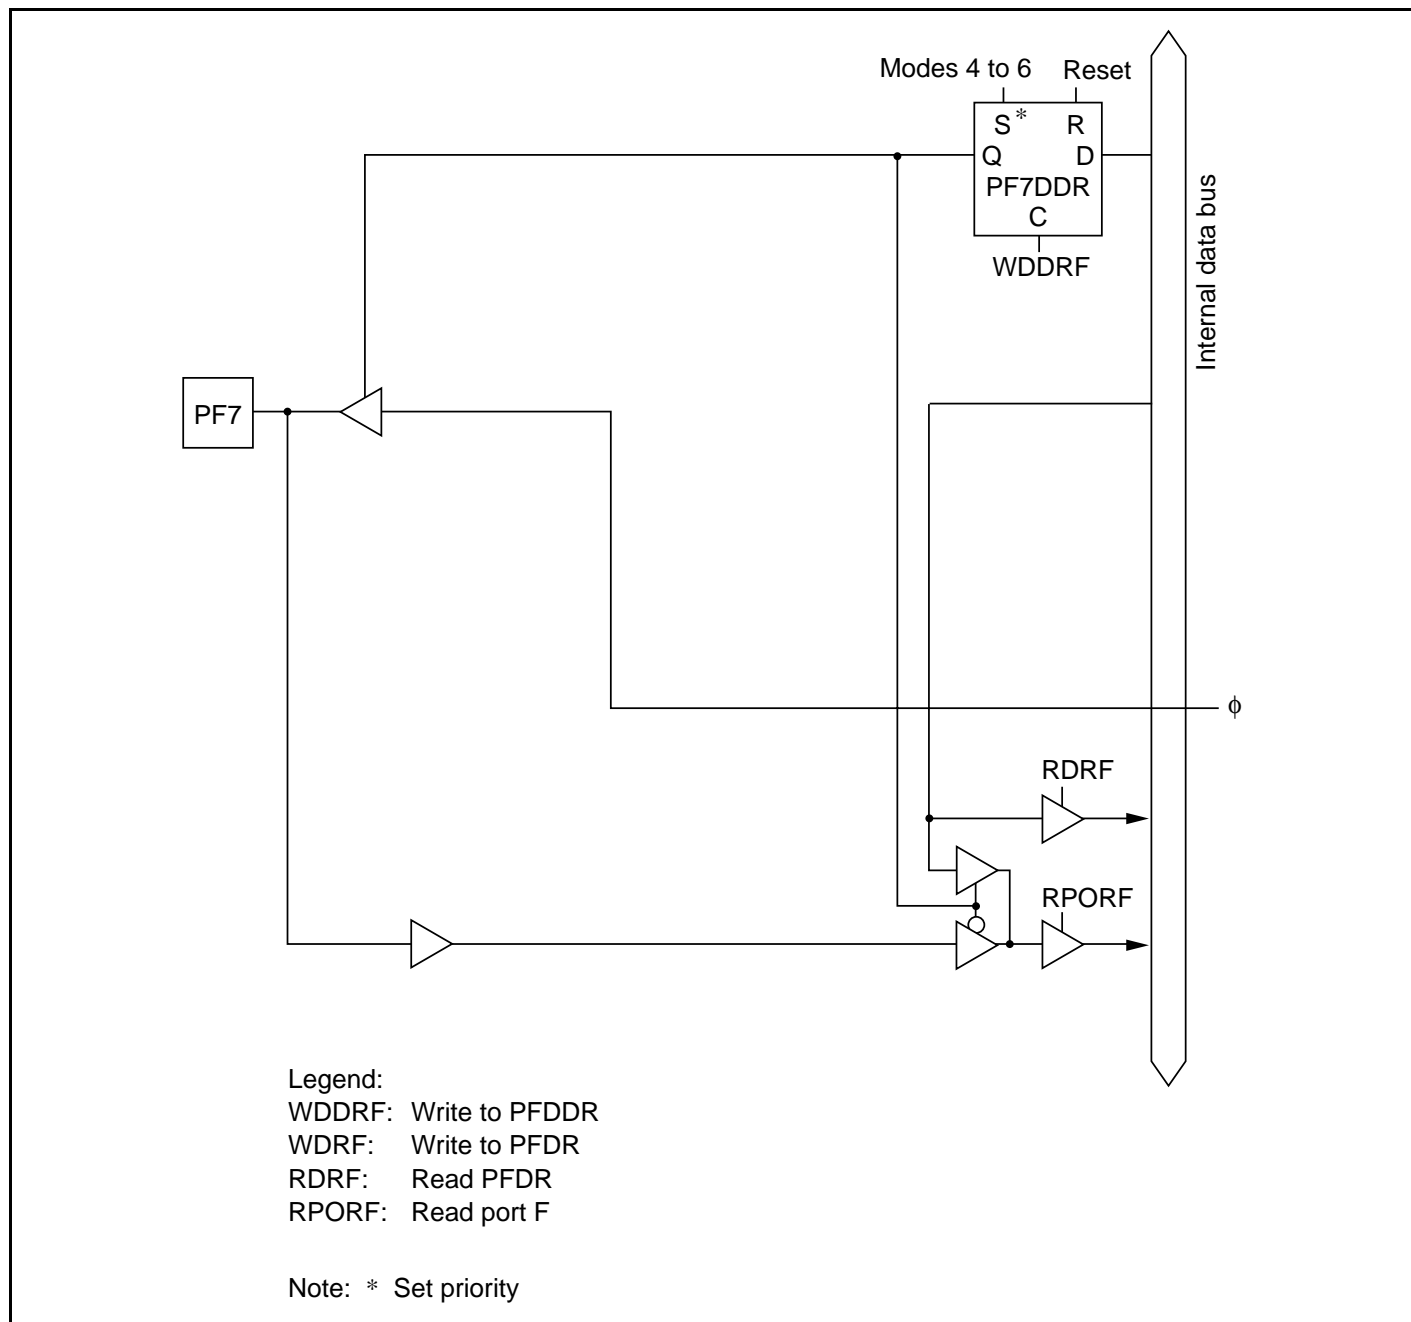 Modes 4 to 6 Reset
S* R
Q D
PF7DDR
C
WDDRF
Internal data bus
PF7
ϕ
RDRF
RPORF
Legend:
WDDRF: Write to PFDDR
WDRF: Write to PFDR
RDRF: Read PFDR
RPORF: Read port F
Note: * Set priority